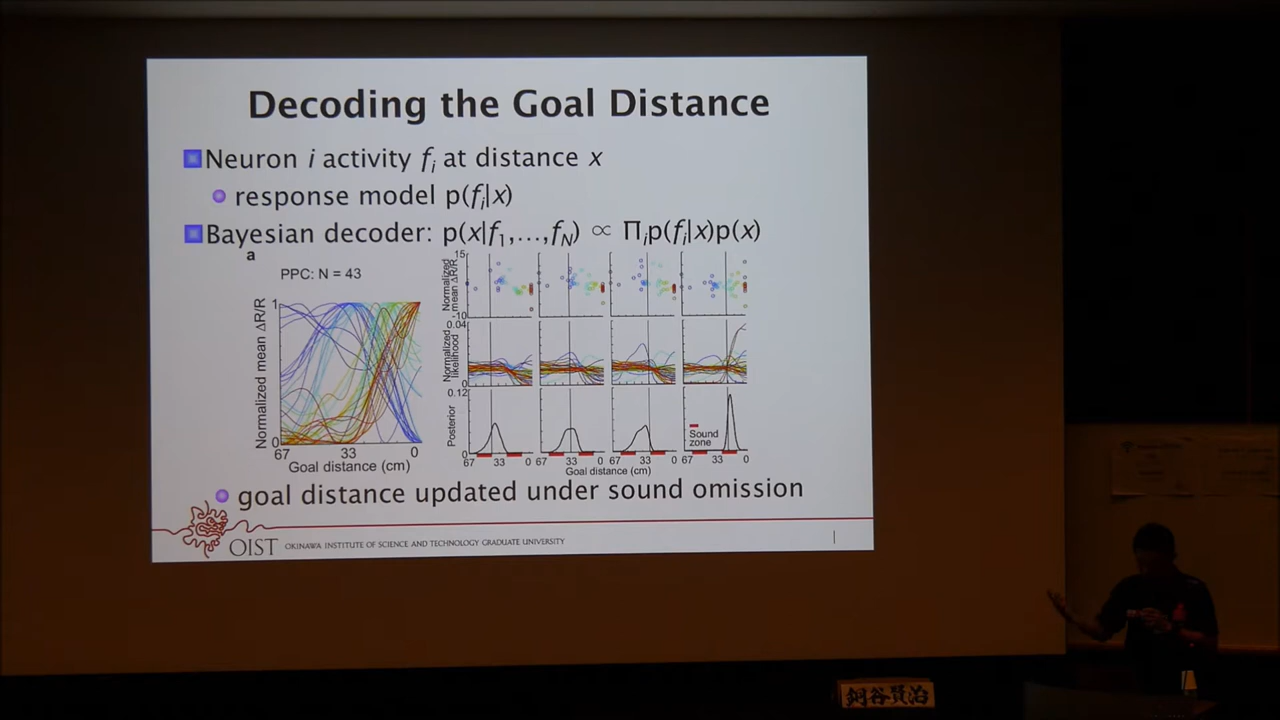 Decoding the Goal Distance
Neuron i activity fi at distance x
response model p(fi|x)
Bayesian decoder: p(x|f1,...,fN) ∝ Πip(fi|x)p(x)
a
PPC: N = 43
Normalized mean ΔR/R
1
0
67 33 0
Goal distance (cm)
Normalized
mean ΔR/R
15
-10
Normalized
likelihood
0.04
0
Posterior
0.12
0
Sound
zone
67 33 0 67 33 0 67 33 0 67 33 0
Goal distance (cm)
goal distance updated under sound omission
OIST OKINAWA INSTITUTE OF SCIENCE AND TECHNOLOGY GRADUATE UNIVERSITY
銅谷賢治